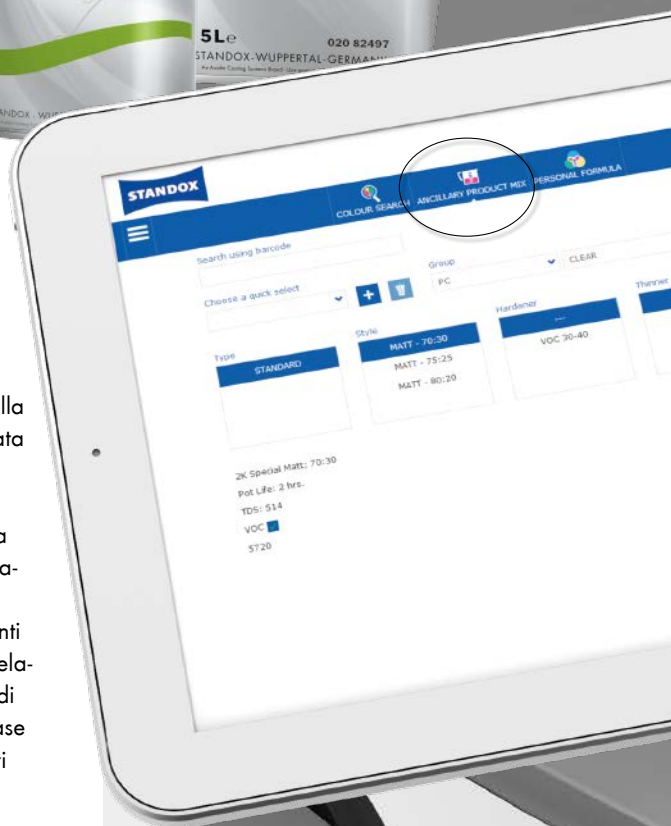 5Le
020 82497
STANDOX-WUPPERTAL-GERMAN
STANDOX
COLOUR SEARCH
ANCILLARY PRODUCT MIX
PERSONAL FORMULA
Search using barcode
Choose a quick select
Group
PC
CLEAR
Type
STANDARD
Style
MATT - 70:30
MATT - 75:25
MATT - 80:20
Hardener
---
VOC 30-40
Thinner
2K Special Matt: 70:30
Pot Life: 2 hrs.
TDS: 514
VOC
5720
lla
ata
a
a-
nti
ela-
di
ase
i